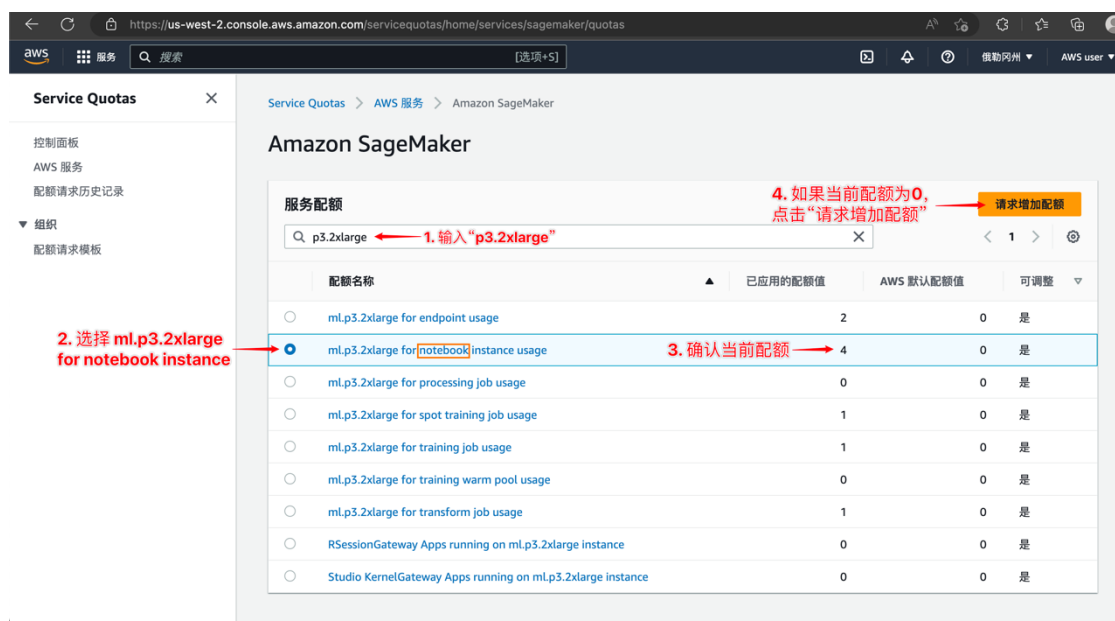 https://us-west-2.console.aws.amazon.com/servicequotas/home/services/sagemaker/quotas
aws 服务 搜索 [选项+S] 俄勒冈州 ▼ AWS user ▼
Service Quotas
控制面板
AWS 服务
配额请求历史记录
▼ 组织
配额请求模板
Service Quotas > AWS 服务 > Amazon SageMaker
Amazon SageMaker
服务配额
4. 如果当前配额为0，
点击“请求增加配额”
请求增加配额
p3.2xlarge
1. 输入“p3.2xlarge”
< 1 >
配额名称 ▲ 已应用的配额值 AWS 默认配额值 可调整 ▽
ml.p3.2xlarge for endpoint usage 2 0 是
2. 选择 ml.p3.2xlarge
for notebook instance
ml.p3.2xlarge for notebook instance usage 3. 确认当前配额 4 0 是
ml.p3.2xlarge for processing job usage 0 0 是
ml.p3.2xlarge for spot training job usage 1 0 是
ml.p3.2xlarge for training job usage 1 0 是
ml.p3.2xlarge for training warm pool usage 0 0 是
ml.p3.2xlarge for transform job usage 1 0 是
RSessionGateway Apps running on ml.p3.2xlarge instance 0 0 是
Studio KernelGateway Apps running on ml.p3.2xlarge instance 0 0 是